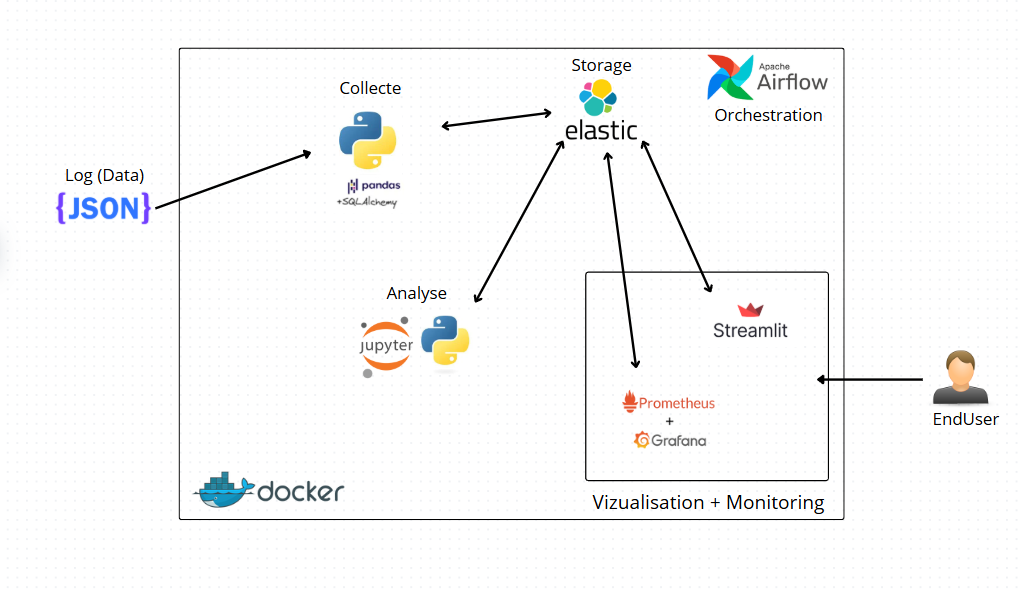 Storage
elastic
Apache
Airflow
Orchestration
Collecte
pandas
+SQLAlchemy
Log (Data)
{JSON}
Analyse
jupyter
Streamlit
Prometheus
+
Grafana
EndUser
docker
Vizualisation + Monitoring